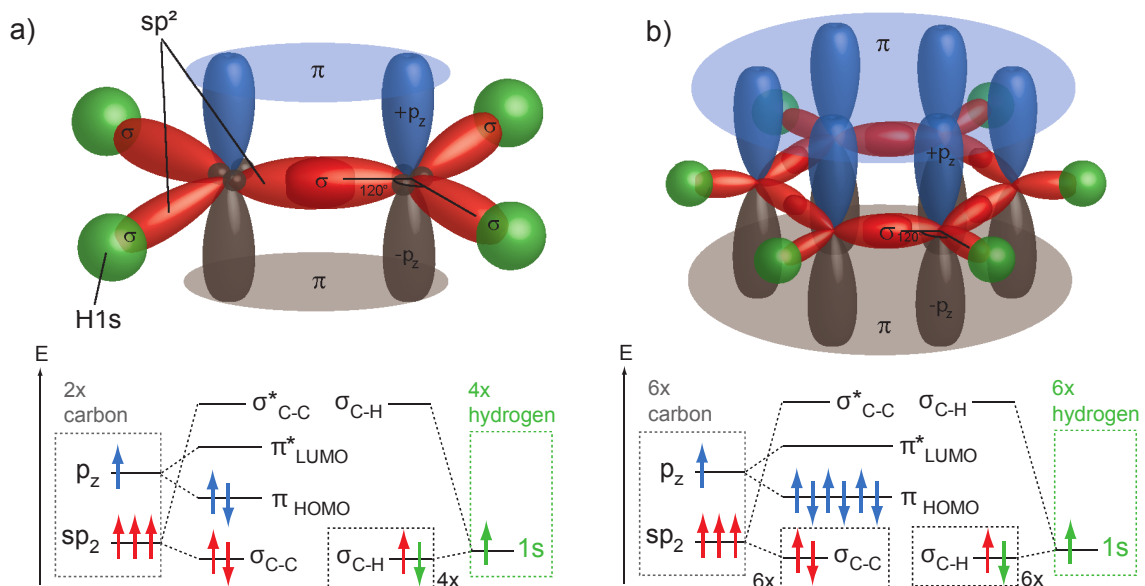 a)
sp²
π
+p_z
σ
σ
σ
120°
σ
σ
-p_z
π
H1s
E
2x
carbon
σ*_C-C
σ_C-H
4x
hydrogen
π*_LUMO
p_z
π_HOMO
sp_2
σ_C-C
σ_C-H
4x
1s
b)
π
+p_z
σ
120°
-p_z
π
E
6x
carbon
σ*_C-C
σ_C-H
6x
hydrogen
π*_LUMO
p_z
π_HOMO
sp_2
6x
σ_C-C
σ_C-H
6x
1s